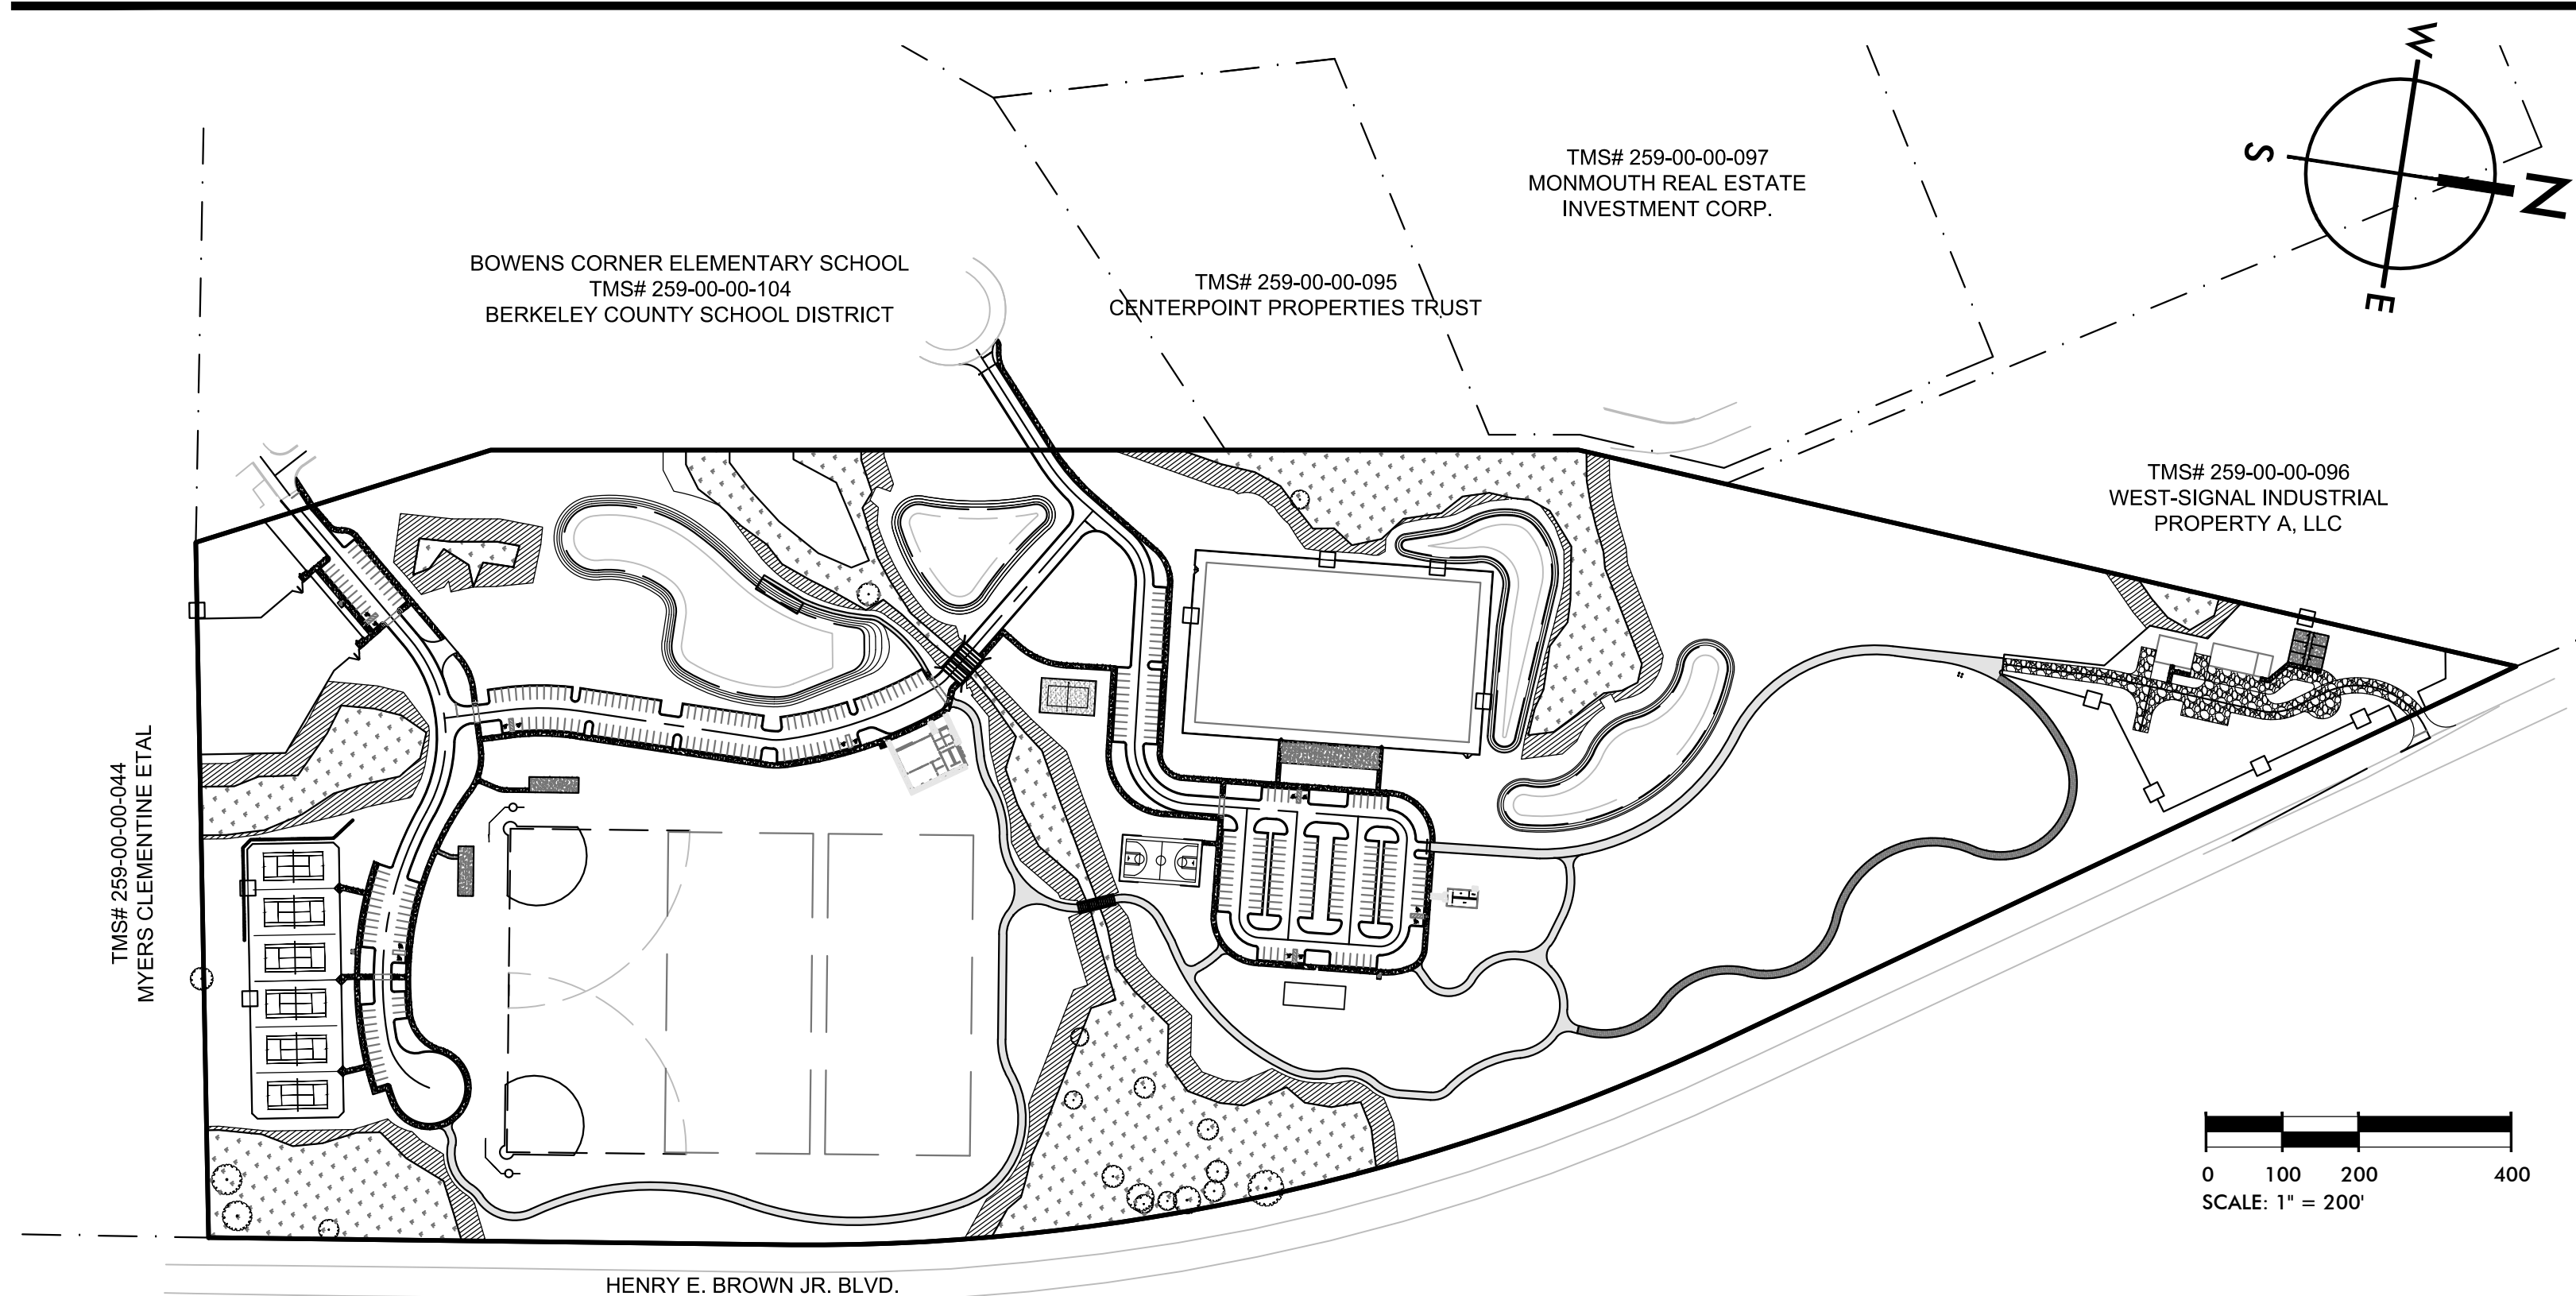 W
S
N
E
TMS# 259-00-00-097
MONMOUTH REAL ESTATE
INVESTMENT CORP.
BOWENS CORNER ELEMENTARY SCHOOL
TMS# 259-00-00-104
BERKELEY COUNTY SCHOOL DISTRICT
TMS# 259-00-00-095
CENTERPOINT PROPERTIES TRUST
TMS# 259-00-00-096
WEST-SIGNAL INDUSTRIAL
PROPERTY A, LLC
TMS# 259-00-00-044
MYERS CLEMENTINE ETAL
0 100 200 400
SCALE: 1" = 200'
HENRY E. BROWN JR. BLVD.